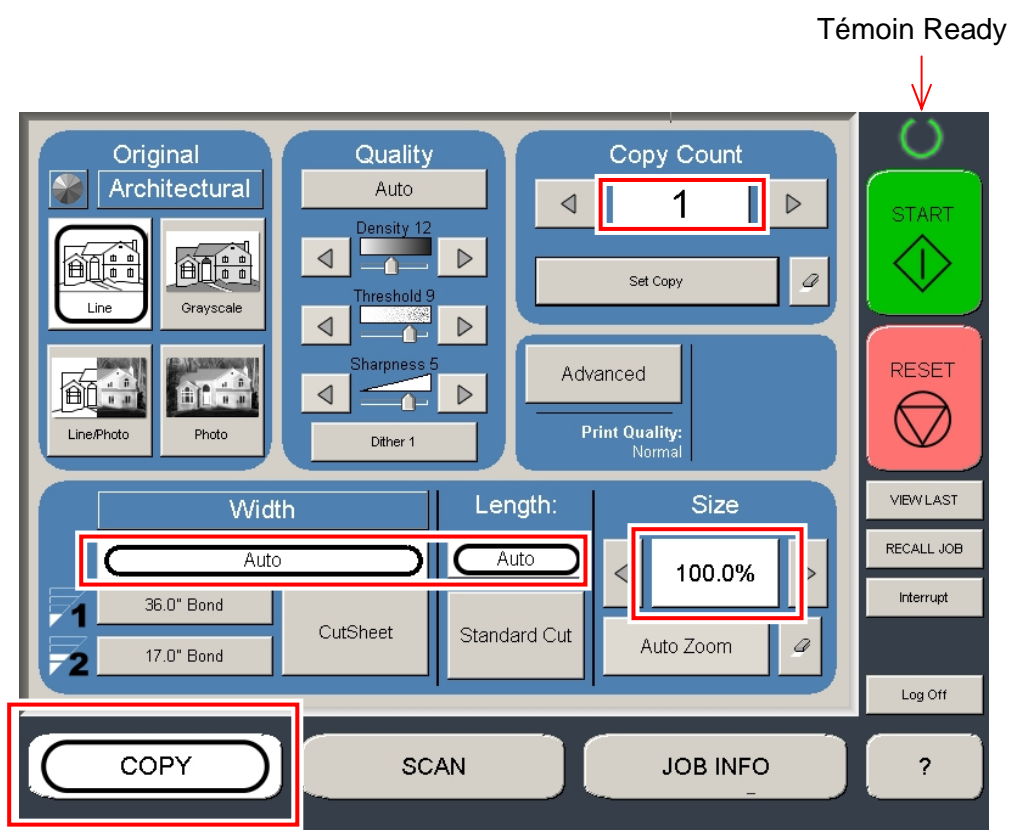 Témoin Ready
Original
Architectural
Line
Grayscale
Line/Photo
Photo
Quality
Auto
Density 12
Threshold 9
Sharpness 5
Dither 1
Copy Count
1
Set Copy
Advanced
Print Quality:
Normal
START
RESET
VIEW LAST
RECALL JOB
Interrupt
Log Off
Width
Auto
1
36.0" Bond
2
17.0" Bond
CutSheet
Length:
Auto
Standard Cut
Size
100.0%
Auto Zoom
COPY
SCAN
JOB INFO
?